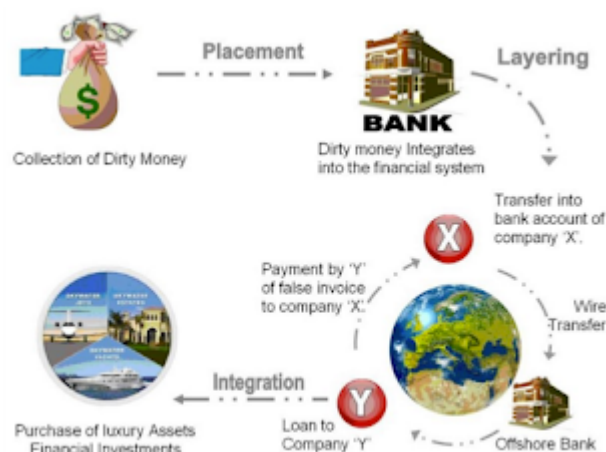 Placement
Layering
$
BANK
Collection of Dirty Money
Dirty money Integrates
into the financial system
Transfer into
bank account of
company 'X'.
X
Payment by 'Y'
of false invoice
to company 'X'.
Wire
Transfer
Integration
Y
Purchase of luxury Assets
Financial Investments
Loan to
Company 'Y'
Offshore Bank